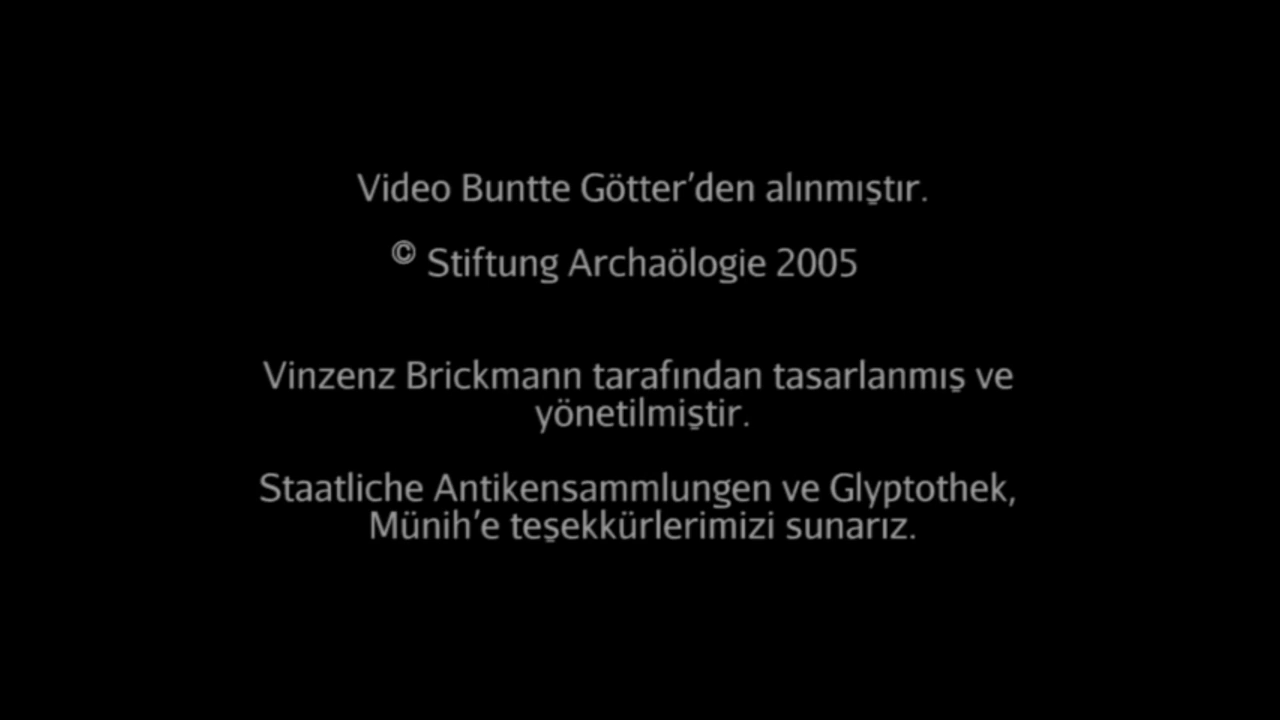 Video Buntte Götter’den alınmıştır.
© Stiftung Archaölogie 2005
Vinzenz Brickmann tarafından tasarlanmış ve
yönetilmiştir.
Staatliche Antikensammlungen ve Glyptothek,
Münih’e teşekkürlerimizi sunarız.